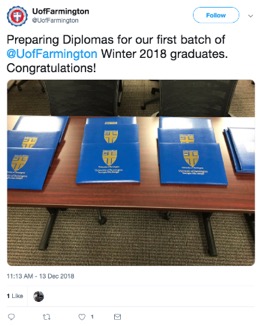 UofFarmington
@UofFarmington
Follow
Preparing Diplomas for our first batch of
@UofFarmington Winter 2018 graduates.
Congratulations!
11:13 AM - 13 Dec 2018
1 Like
1